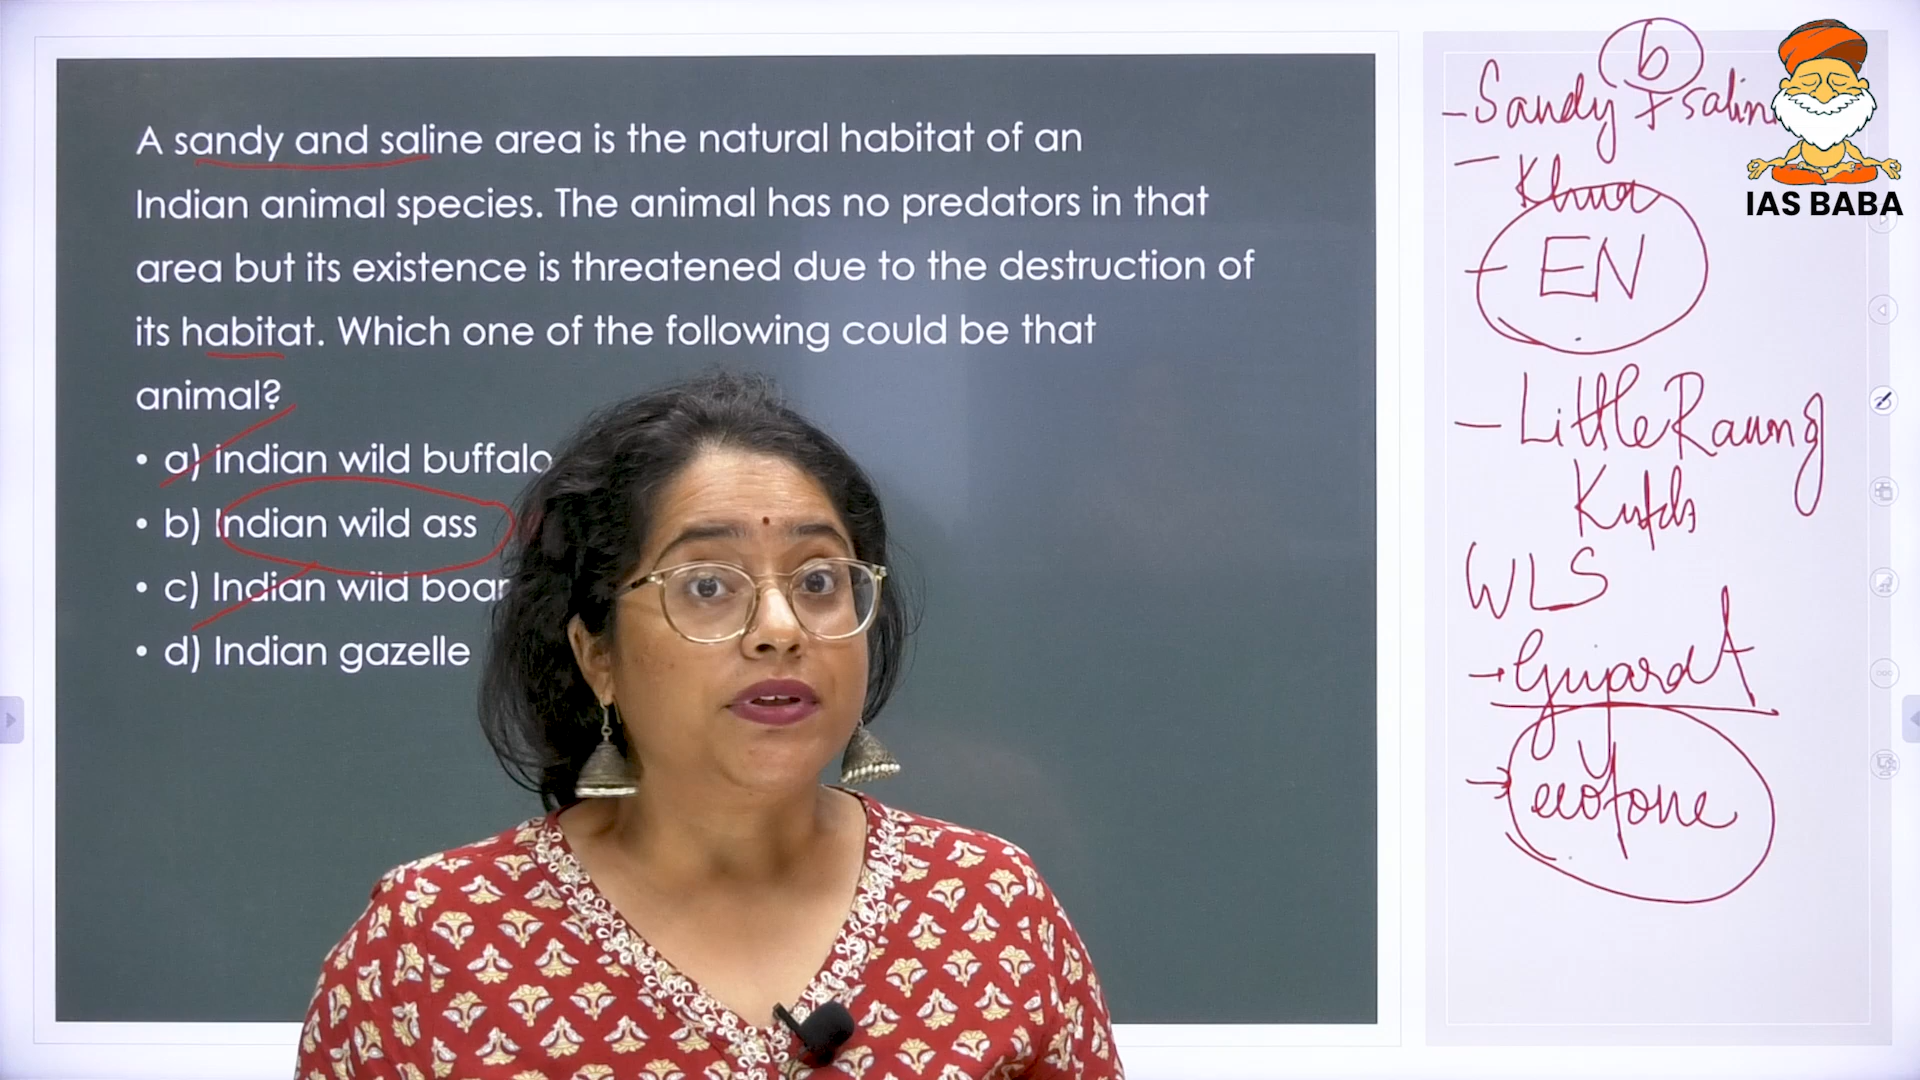 A sandy and saline area is the natural habitat of an
Indian animal species. The animal has no predators in that
area but its existence is threatened due to the destruction of
its habitat. Which one of the following could be that
animal?
• a) Indian wild buffalo
• b) Indian wild ass
• c) Indian wild boar
• d) Indian gazelle
b
- Sandy + salin
- Khur
- EN
- Little Rann of
Kutch
WLS
→ Gujarat
→ ecotone
IAS BABA